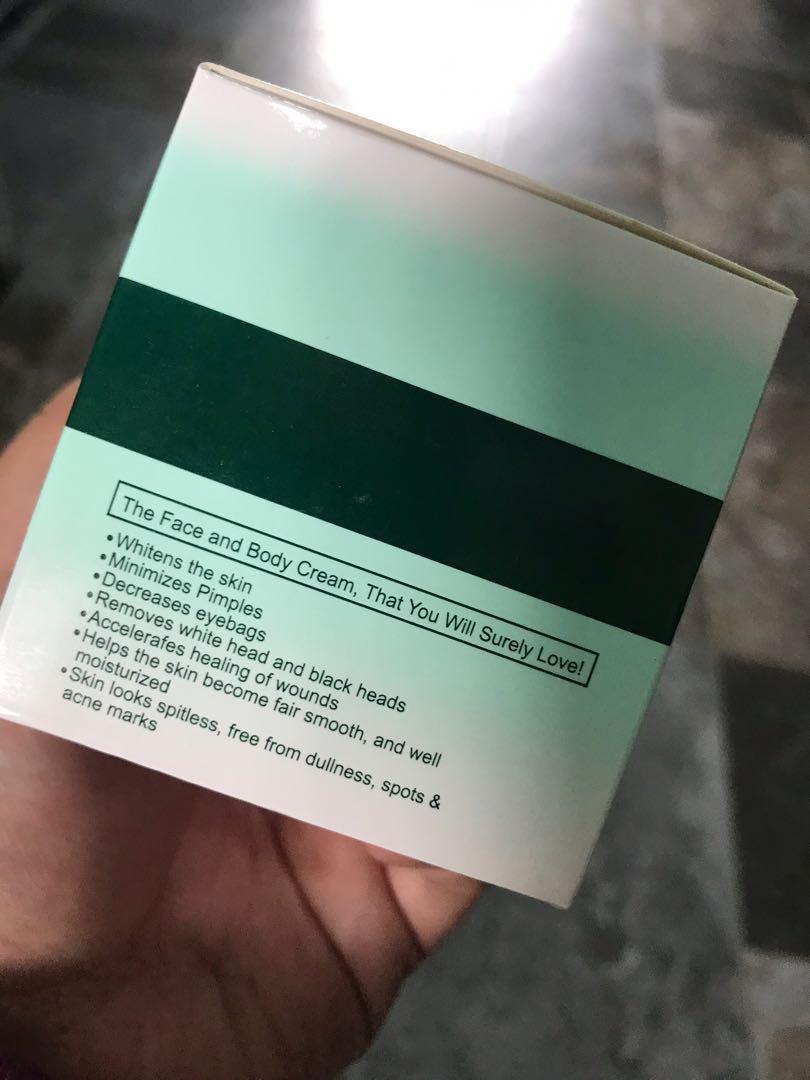 The Face and Body Cream, That You Will Surely Love!
•Whitens the skin
•Minimizes Pimples
•Decreases eyebags
•Removes white head and black heads
•Accelerafes healing of wounds
•Helps the skin become fair smooth, and well
moisturized
•Skin looks spitless, free from dullness, spots &
acne marks